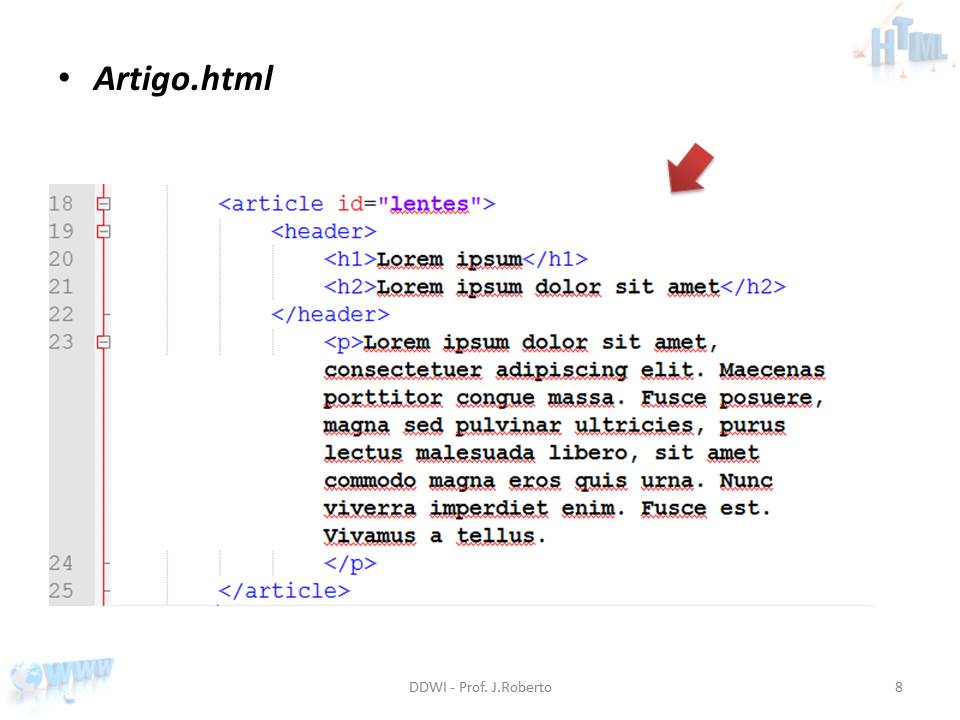 HTML
• Artigo.html
18 <article id="lentes">
19 <header>
20 <h1>Lorem ipsum</h1>
21 <h2>Lorem ipsum dolor sit amet</h2>
22 </header>
23 <p>Lorem ipsum dolor sit amet,
consectetuer adipiscing elit. Maecenas
porttitor congue massa. Fusce posuere,
magna sed pulvinar ultricies, purus
lectus malesuada libero, sit amet
commodo magna eros quis urna. Nunc
viverra imperdiet enim. Fusce est.
Vivamus a tellus.
24 </p>
25 </article>
WWW
DDWI - Prof. J.Roberto
8